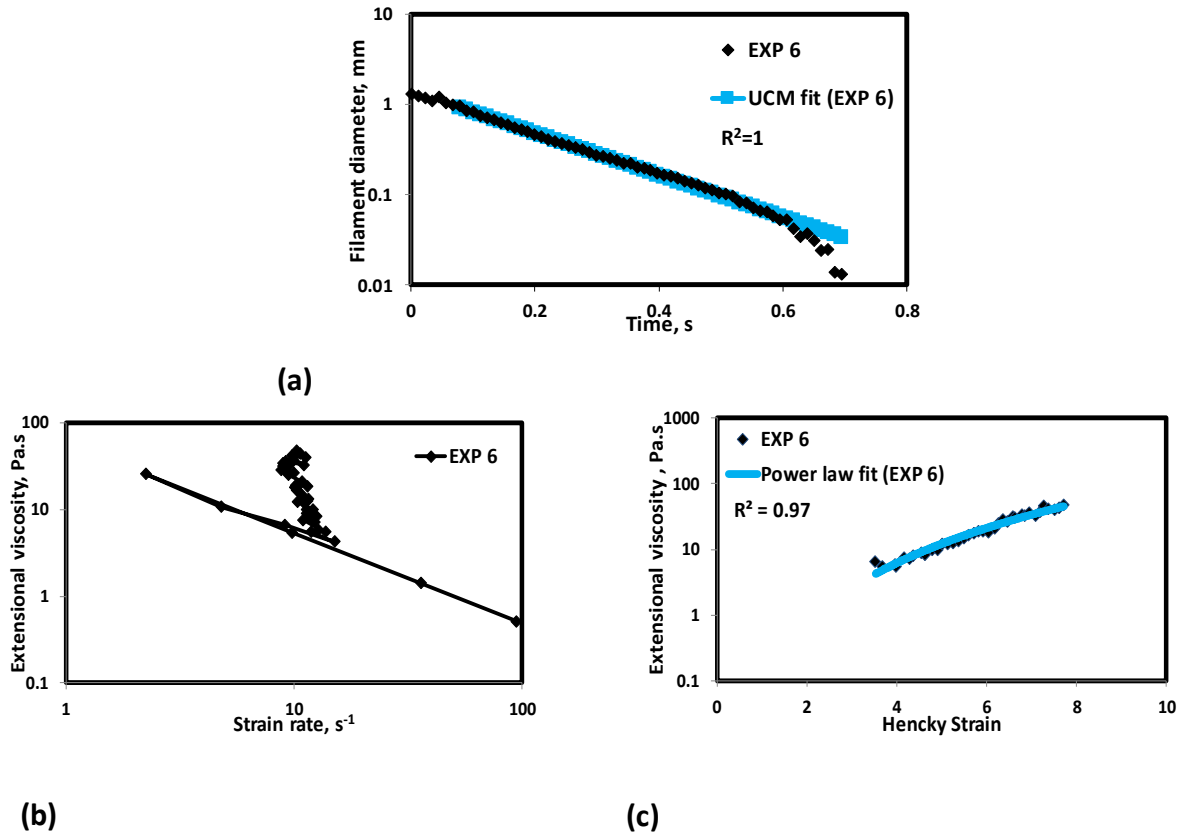 10
1
0.1
0.01
Filament diameter, mm
EXP 6
UCM fit (EXP 6)
R²=1
0
0.2
0.4
0.6
0.8
Time, s
(a)
100
10
1
0.1
Extensional viscosity, Pa.s
EXP 6
1
10
100
Strain rate, s⁻¹
(b)
1000
100
10
1
0.1
Extensional viscosity , Pa.s
EXP 6
Power law fit (EXP 6)
R² = 0.97
0
2
4
6
8
10
Hencky Strain
(c)